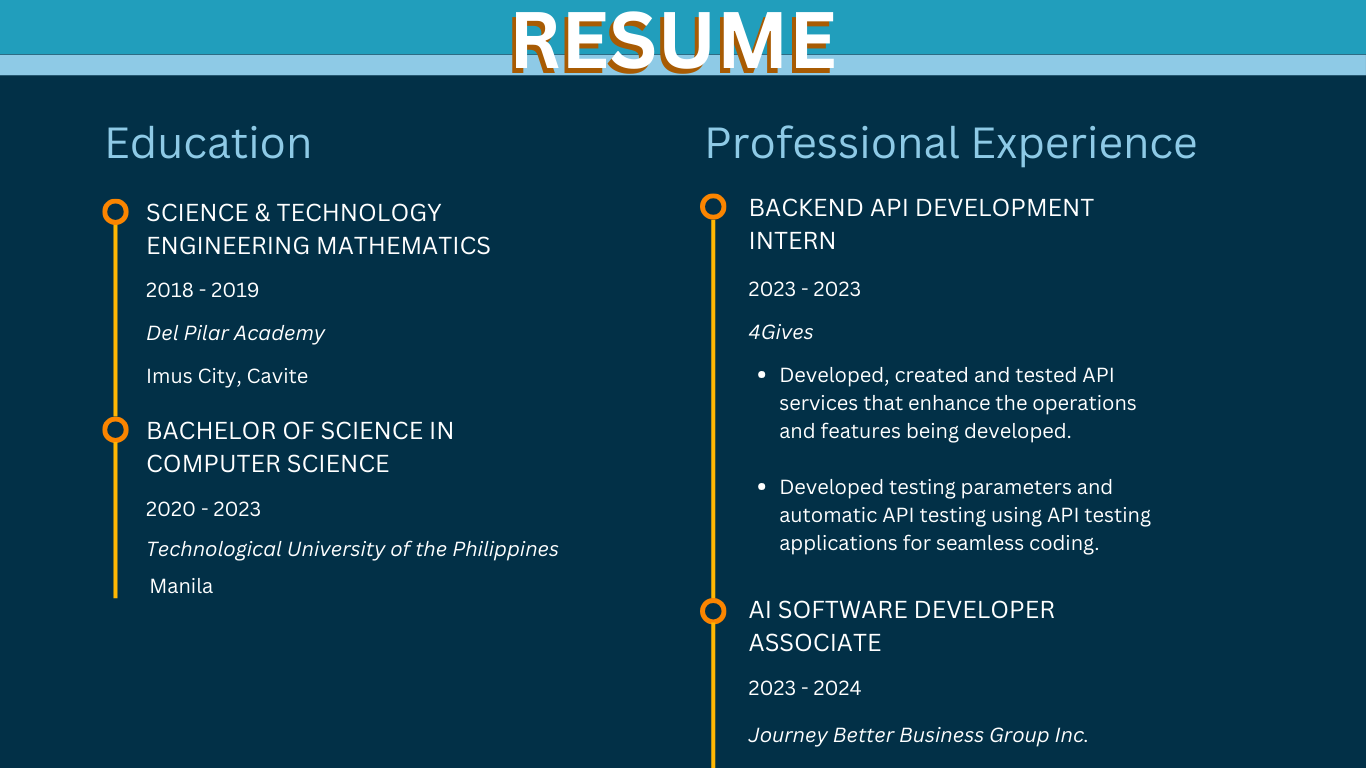 RESUME
Education
SCIENCE & TECHNOLOGY
ENGINEERING MATHEMATICS
2018 - 2019
Del Pilar Academy
Imus City, Cavite
BACHELOR OF SCIENCE IN
COMPUTER SCIENCE
2020 - 2023
Technological University of the Philippines
Manila
Professional Experience
BACKEND API DEVELOPMENT
INTERN
2023 - 2023
4Gives
• Developed, created and tested API
services that enhance the operations
and features being developed.
• Developed testing parameters and
automatic API testing using API testing
applications for seamless coding.
AI SOFTWARE DEVELOPER
ASSOCIATE
2023 - 2024
Journey Better Business Group Inc.